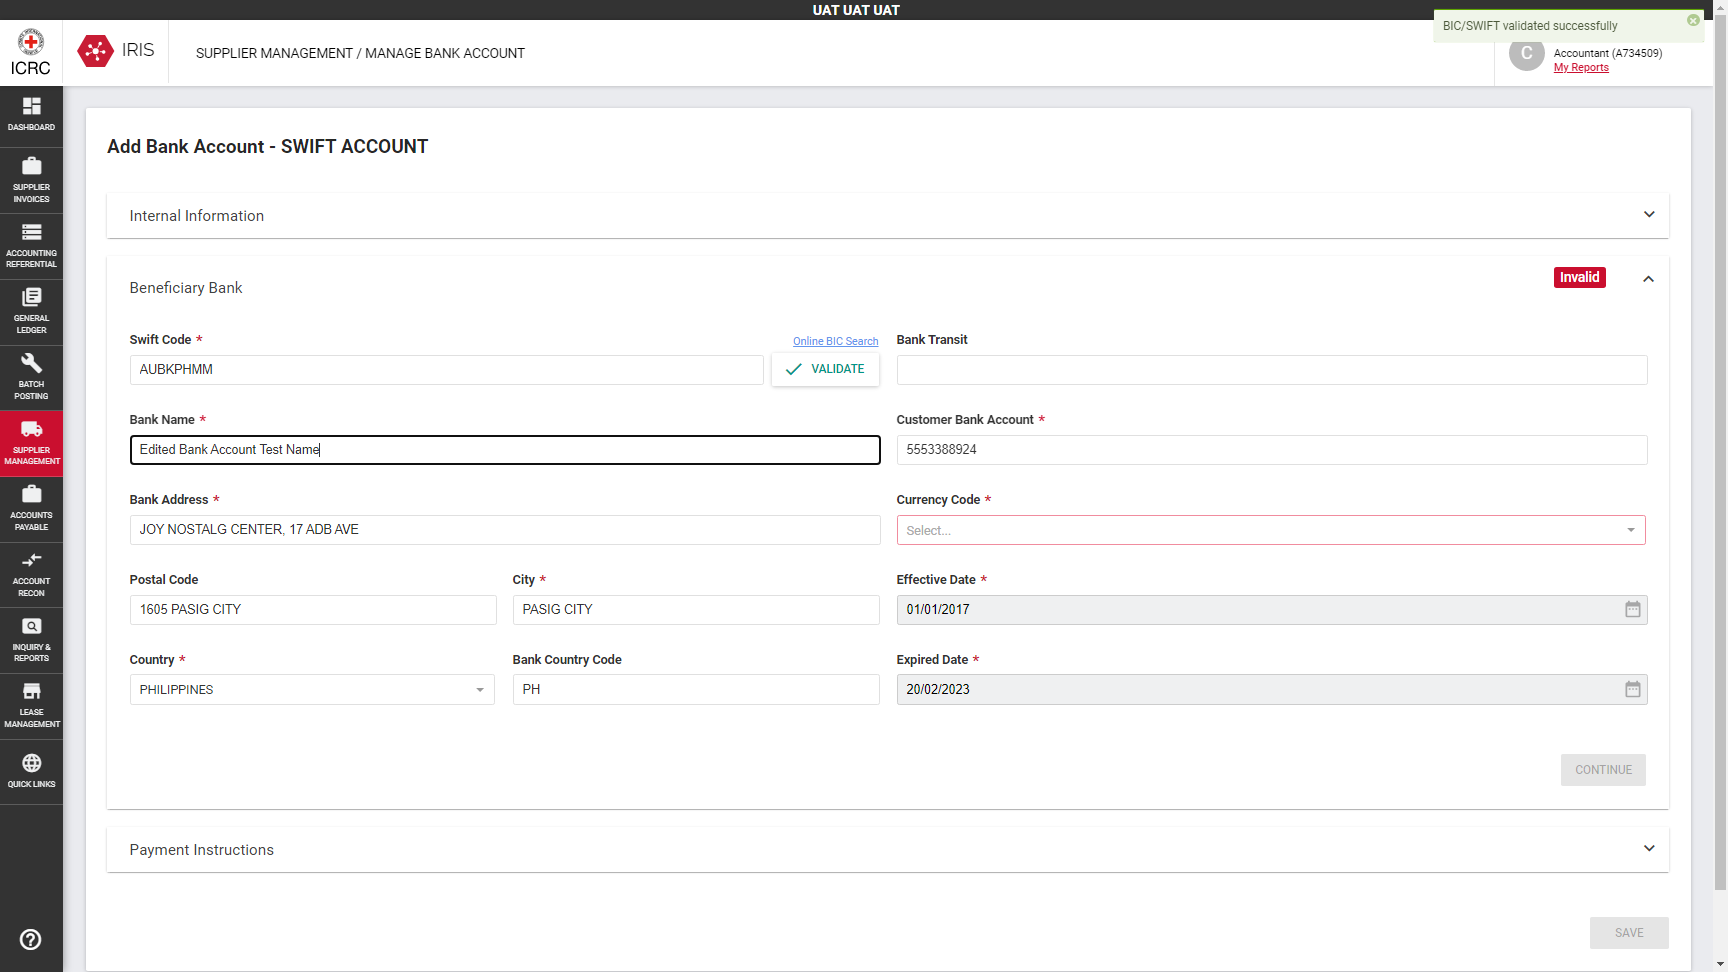 UAT UAT UAT
BIC/SWIFT validated successfully
ICRC
IRIS
SUPPLIER MANAGEMENT / MANAGE BANK ACCOUNT
C
Accountant (A734509)
My Reports
DASHBOARD
SUPPLIER
INVOICES
ACCOUNTING
REFERENTIAL
GENERAL
LEDGER
BATCH
POSTING
SUPPLIER
MANAGEMENT
ACCOUNTS
PAYABLE
ACCOUNT
RECON
INQUIRY &
REPORTS
LEASE
MANAGEMENT
QUICK LINKS
Add Bank Account - SWIFT ACCOUNT
Internal Information
Beneficiary Bank
Invalid
Swift Code *
Online BIC Search
Bank Transit
AUBKPHMM
VALIDATE
Bank Name *
Customer Bank Account *
Edited Bank Account Test Name
5553388924
Bank Address *
Currency Code *
JOY NOSTALG CENTER, 17 ADB AVE
Select...
Postal Code
City *
Effective Date *
1605 PASIG CITY
PASIG CITY
01/01/2017
Country *
Bank Country Code
Expired Date *
PHILIPPINES
PH
20/02/2023
CONTINUE
Payment Instructions
SAVE